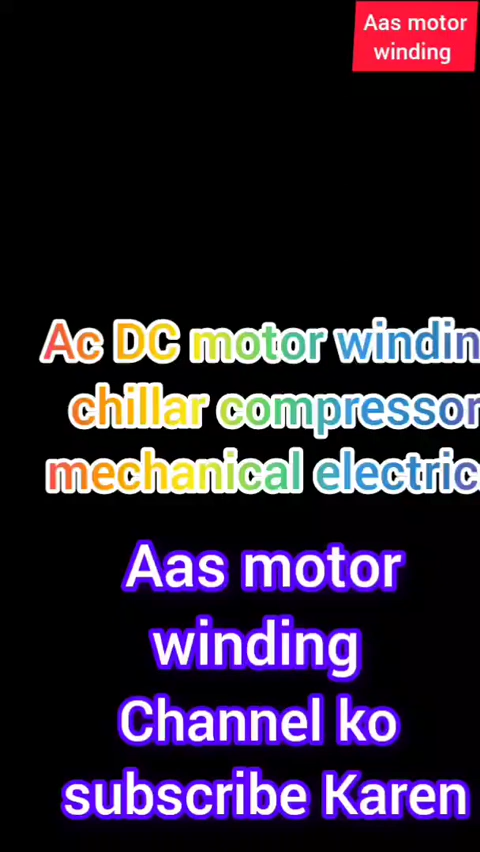 Aas motor
winding
Ac DC motor windin
chillar compressor
mechanical electric
Aas motor
winding
Channel ko
subscribe Karen